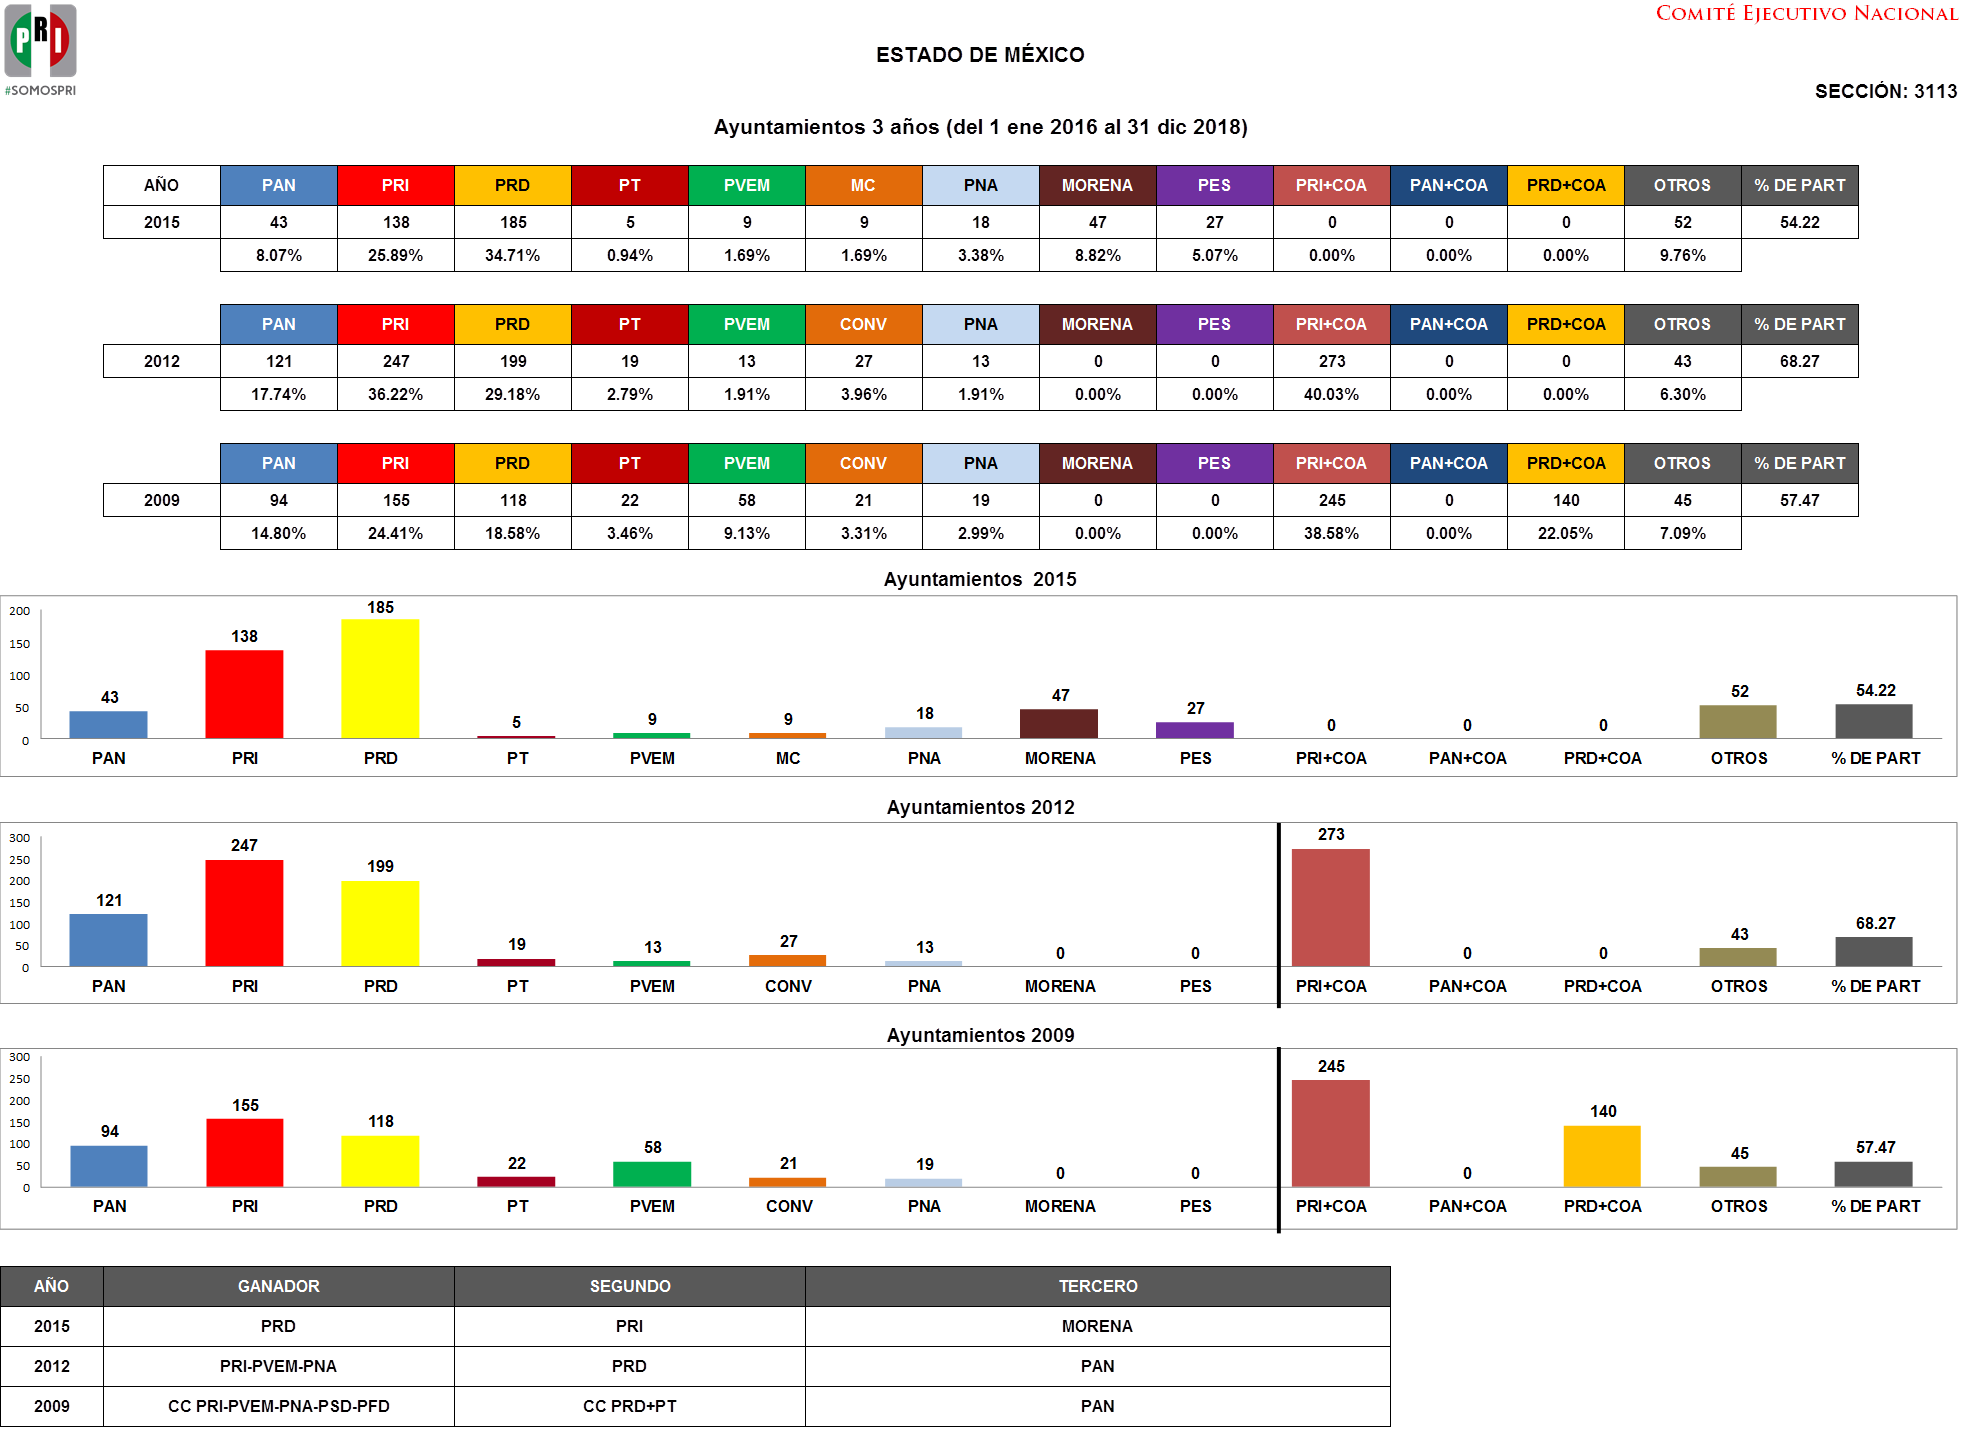 PRI
#SOMOSPRI
COMITÉ EJECUTIVO NACIONAL
ESTADO DE MÉXICO
SECCIÓN: 3113
Ayuntamientos 3 años (del 1 ene 2016 al 31 dic 2018)
AÑO PAN PRI PRD PT PVEM MC PNA MORENA PES PRI+COA PAN+COA PRD+COA OTROS % DE PART
2015 43 138 185 5 9 9 18 47 27 0 0 0 52 54.22
8.07% 25.89% 34.71% 0.94% 1.69% 1.69% 3.38% 8.82% 5.07% 0.00% 0.00% 0.00% 9.76%
PAN PRI PRD PT PVEM CONV PNA MORENA PES PRI+COA PAN+COA PRD+COA OTROS % DE PART
2012 121 247 199 19 13 27 13 0 0 273 0 0 43 68.27
17.74% 36.22% 29.18% 2.79% 1.91% 3.96% 1.91% 0.00% 0.00% 40.03% 0.00% 0.00% 6.30%
PAN PRI PRD PT PVEM CONV PNA MORENA PES PRI+COA PAN+COA PRD+COA OTROS % DE PART
2009 94 155 118 22 58 21 19 0 0 245 0 140 45 57.47
14.80% 24.41% 18.58% 3.46% 9.13% 3.31% 2.99% 0.00% 0.00% 38.58% 0.00% 22.05% 7.09%
Ayuntamientos 2015
200
150
100
50
0
43 138 185 5 9 9 18 47 27 0 0 0 52 54.22
PAN PRI PRD PT PVEM MC PNA MORENA PES PRI+COA PAN+COA PRD+COA OTROS % DE PART
Ayuntamientos 2012
300
250
200
150
100
50
0
121 247 199 19 13 27 13 0 0 273 0 0 43 68.27
PAN PRI PRD PT PVEM CONV PNA MORENA PES PRI+COA PAN+COA PRD+COA OTROS % DE PART
Ayuntamientos 2009
300
250
200
150
100
50
0
94 155 118 22 58 21 19 0 0 245 0 140 45 57.47
PAN PRI PRD PT PVEM CONV PNA MORENA PES PRI+COA PAN+COA PRD+COA OTROS % DE PART
AÑO GANADOR SEGUNDO TERCERO
2015 PRD PRI MORENA
2012 PRI-PVEM-PNA PRD PAN
2009 CC PRI-PVEM-PNA-PSD-PFD CC PRD+PT PAN